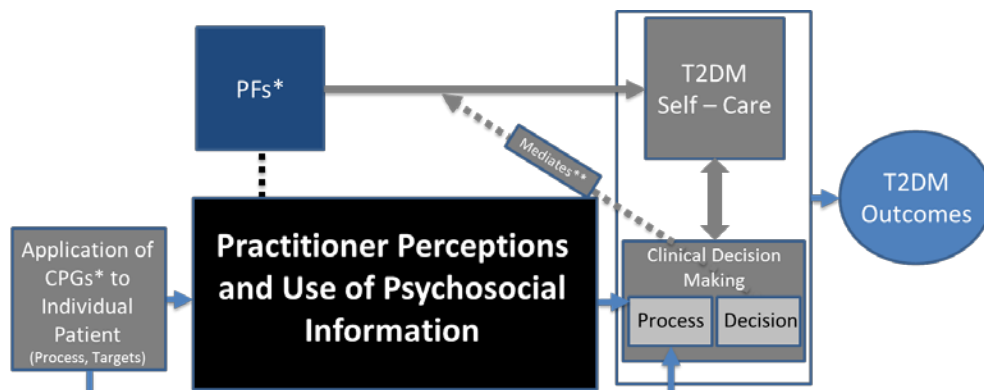 PFs*
T2DM
Self – Care
Mediates**
T2DM
Outcomes
Application of
CPGs* to
Individual
Patient
(Process, Targets)
Practitioner Perceptions
and Use of Psychosocial
Information
Clinical Decision
Making
Process
Decision